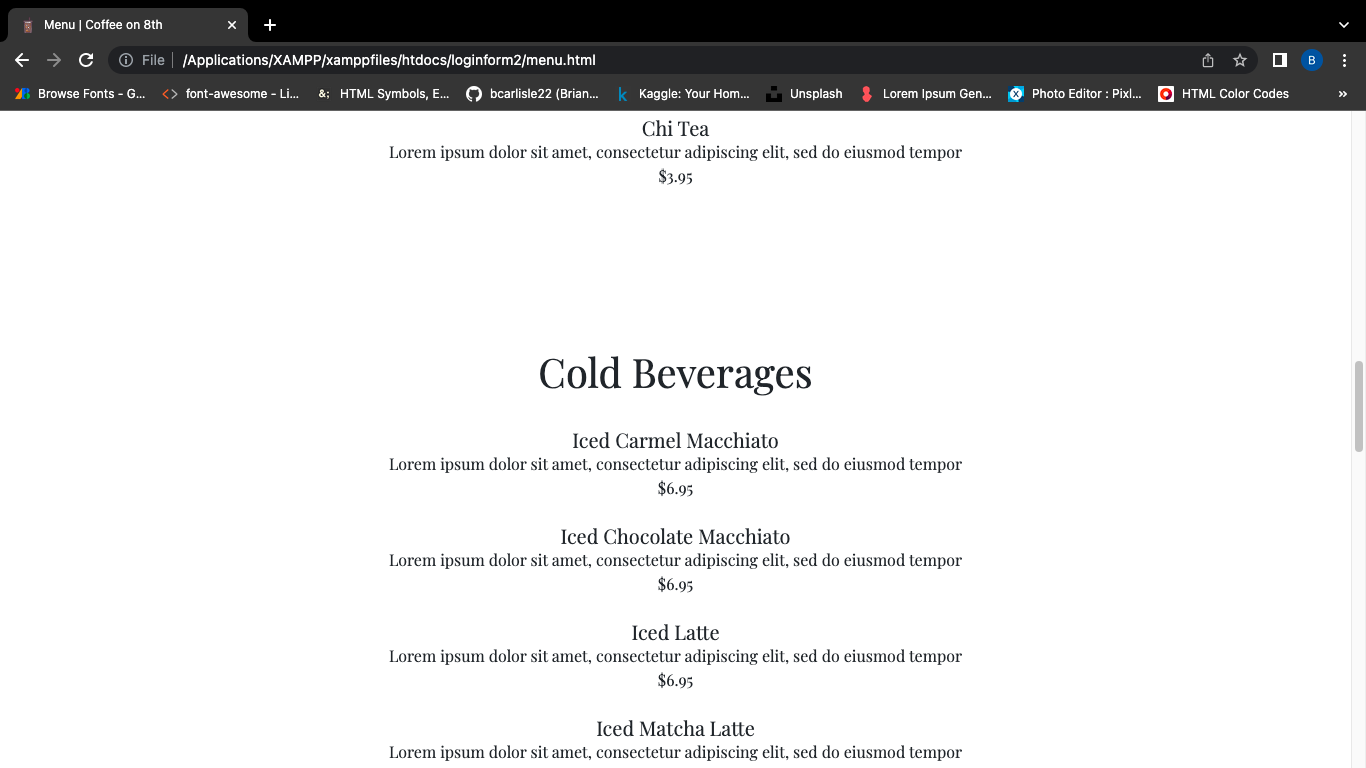 Menu | Coffee on 8th
File
/Applications/XAMPP/xamppfiles/htdocs/loginform2/menu.html
B
Browse Fonts - G...
font-awesome - Li...
HTML Symbols, E...
bcarlisle22 (Brian...
Kaggle: Your Hom...
Unsplash
Lorem Ipsum Gen...
Photo Editor : Pixl...
HTML Color Codes
Chi Tea
Lorem ipsum dolor sit amet, consectetur adipiscing elit, sed do eiusmod tempor
$3.95
Cold Beverages
Iced Carmel Macchiato
Lorem ipsum dolor sit amet, consectetur adipiscing elit, sed do eiusmod tempor
$6.95
Iced Chocolate Macchiato
Lorem ipsum dolor sit amet, consectetur adipiscing elit, sed do eiusmod tempor
$6.95
Iced Latte
Lorem ipsum dolor sit amet, consectetur adipiscing elit, sed do eiusmod tempor
$6.95
Iced Matcha Latte
Lorem ipsum dolor sit amet, consectetur adipiscing elit, sed do eiusmod tempor